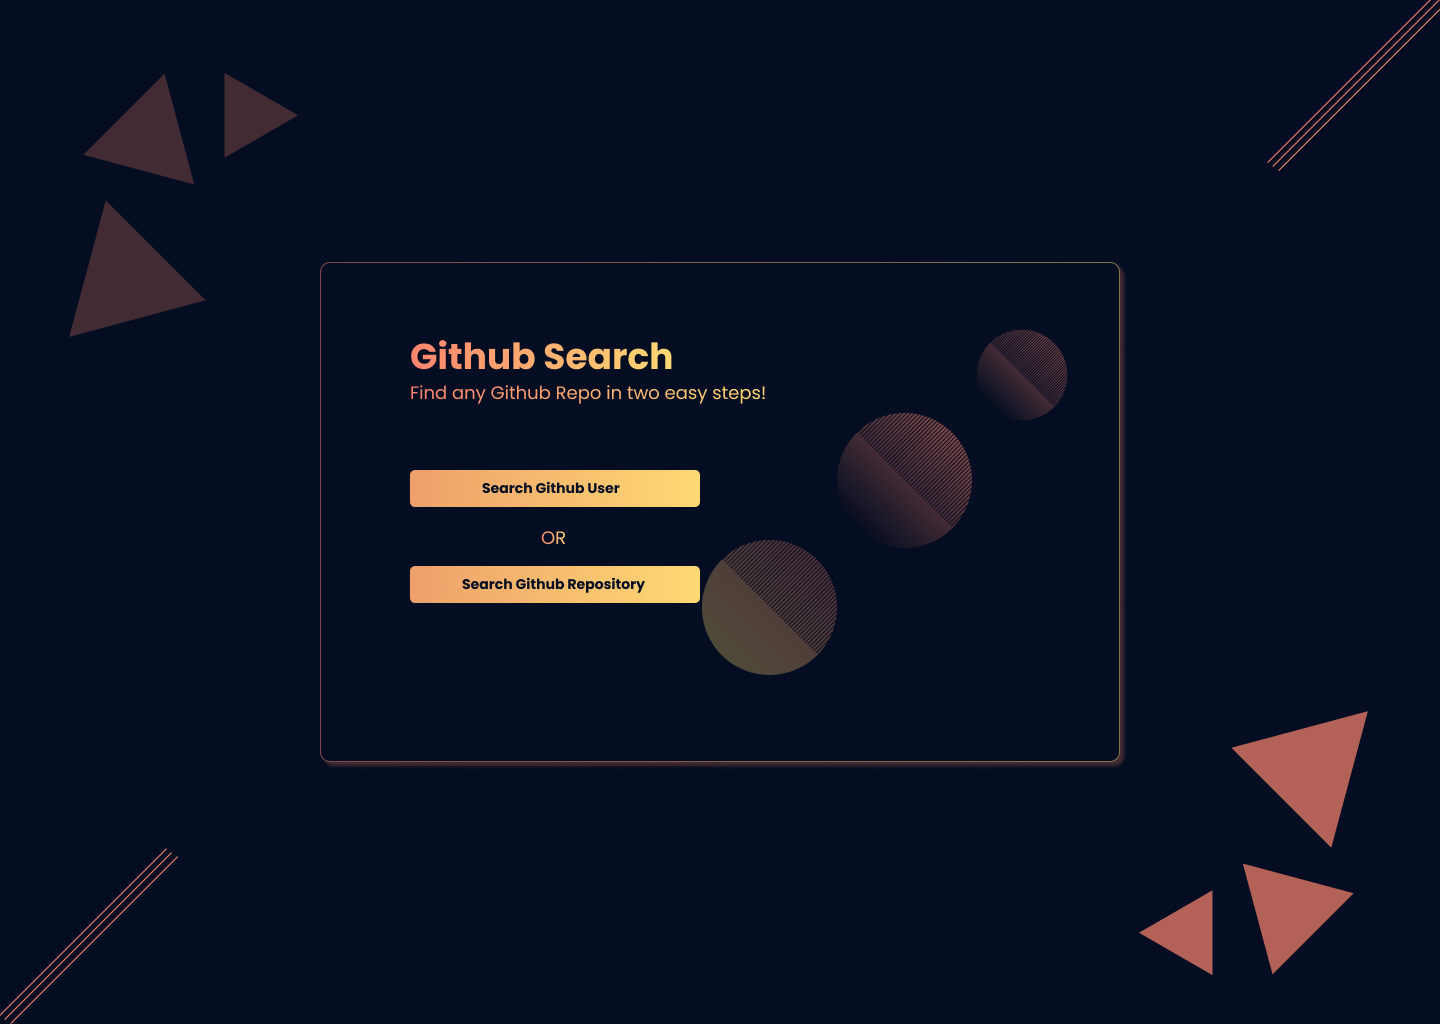 Github Search
Find any Github Repo in two easy steps!
Search Github User
OR
Search Github Repository